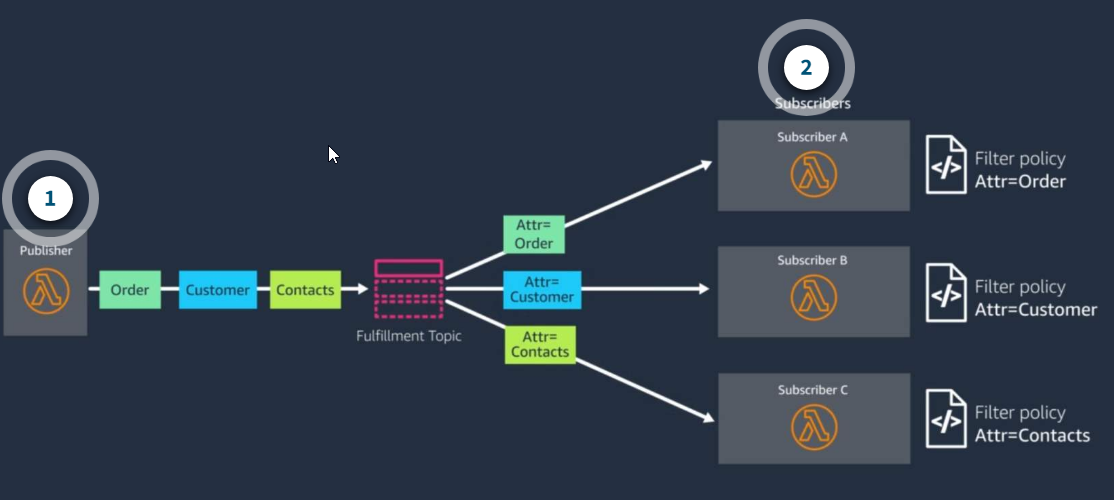 2
Subscribers
Subscriber A
Filter policy
Attr=Order
1
Publisher
Order
Customer
Contacts
Fulfillment Topic
Attr=
Order
Attr=
Customer
Attr=
Contacts
Subscriber B
Filter policy
Attr=Customer
Subscriber C
Filter policy
Attr=Contacts